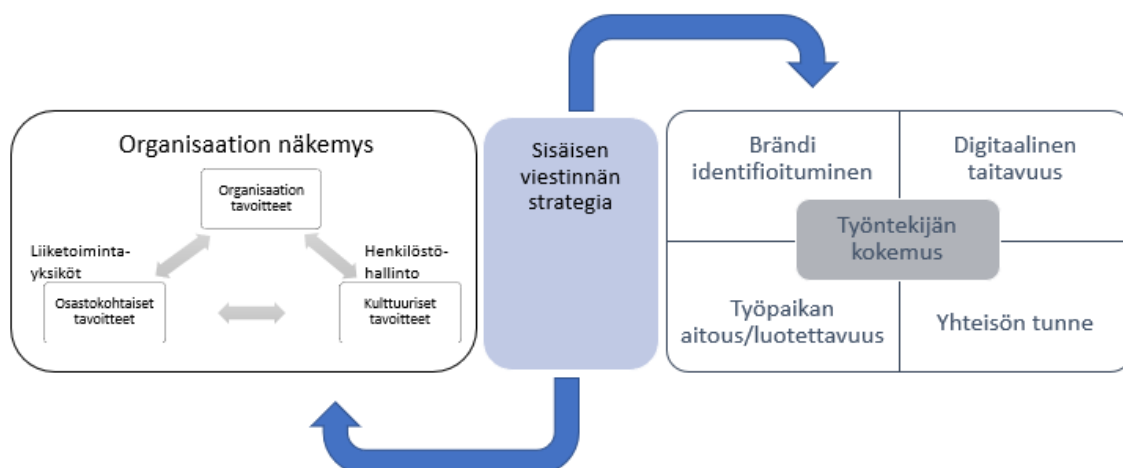 Organisaation näkemys
Organisaation
tavoitteet
Liiketoiminta-
yksiköt
Henkilöstö-
hallinto
Osastokohtaiset
tavoitteet
Kulttuuriset
tavoitteet
Sisäisen
viestinnän
strategia
Brändi
identifioituminen
Digitaalinen
taitavuus
Työntekijän
kokemus
Työpaikan
aitous/luotettavuus
Yhteisön tunne